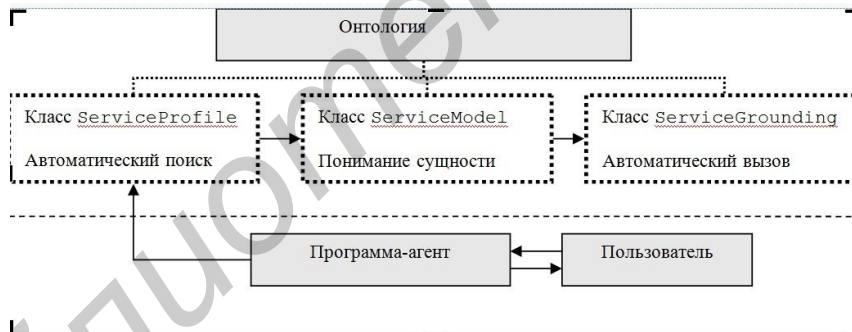 Онтология
Класс ServiceProfile
Автоматический поиск
Класс ServiceModel
Понимание сущности
Класс ServiceGrounding
Автоматический вызов
Программа-агент
Пользователь